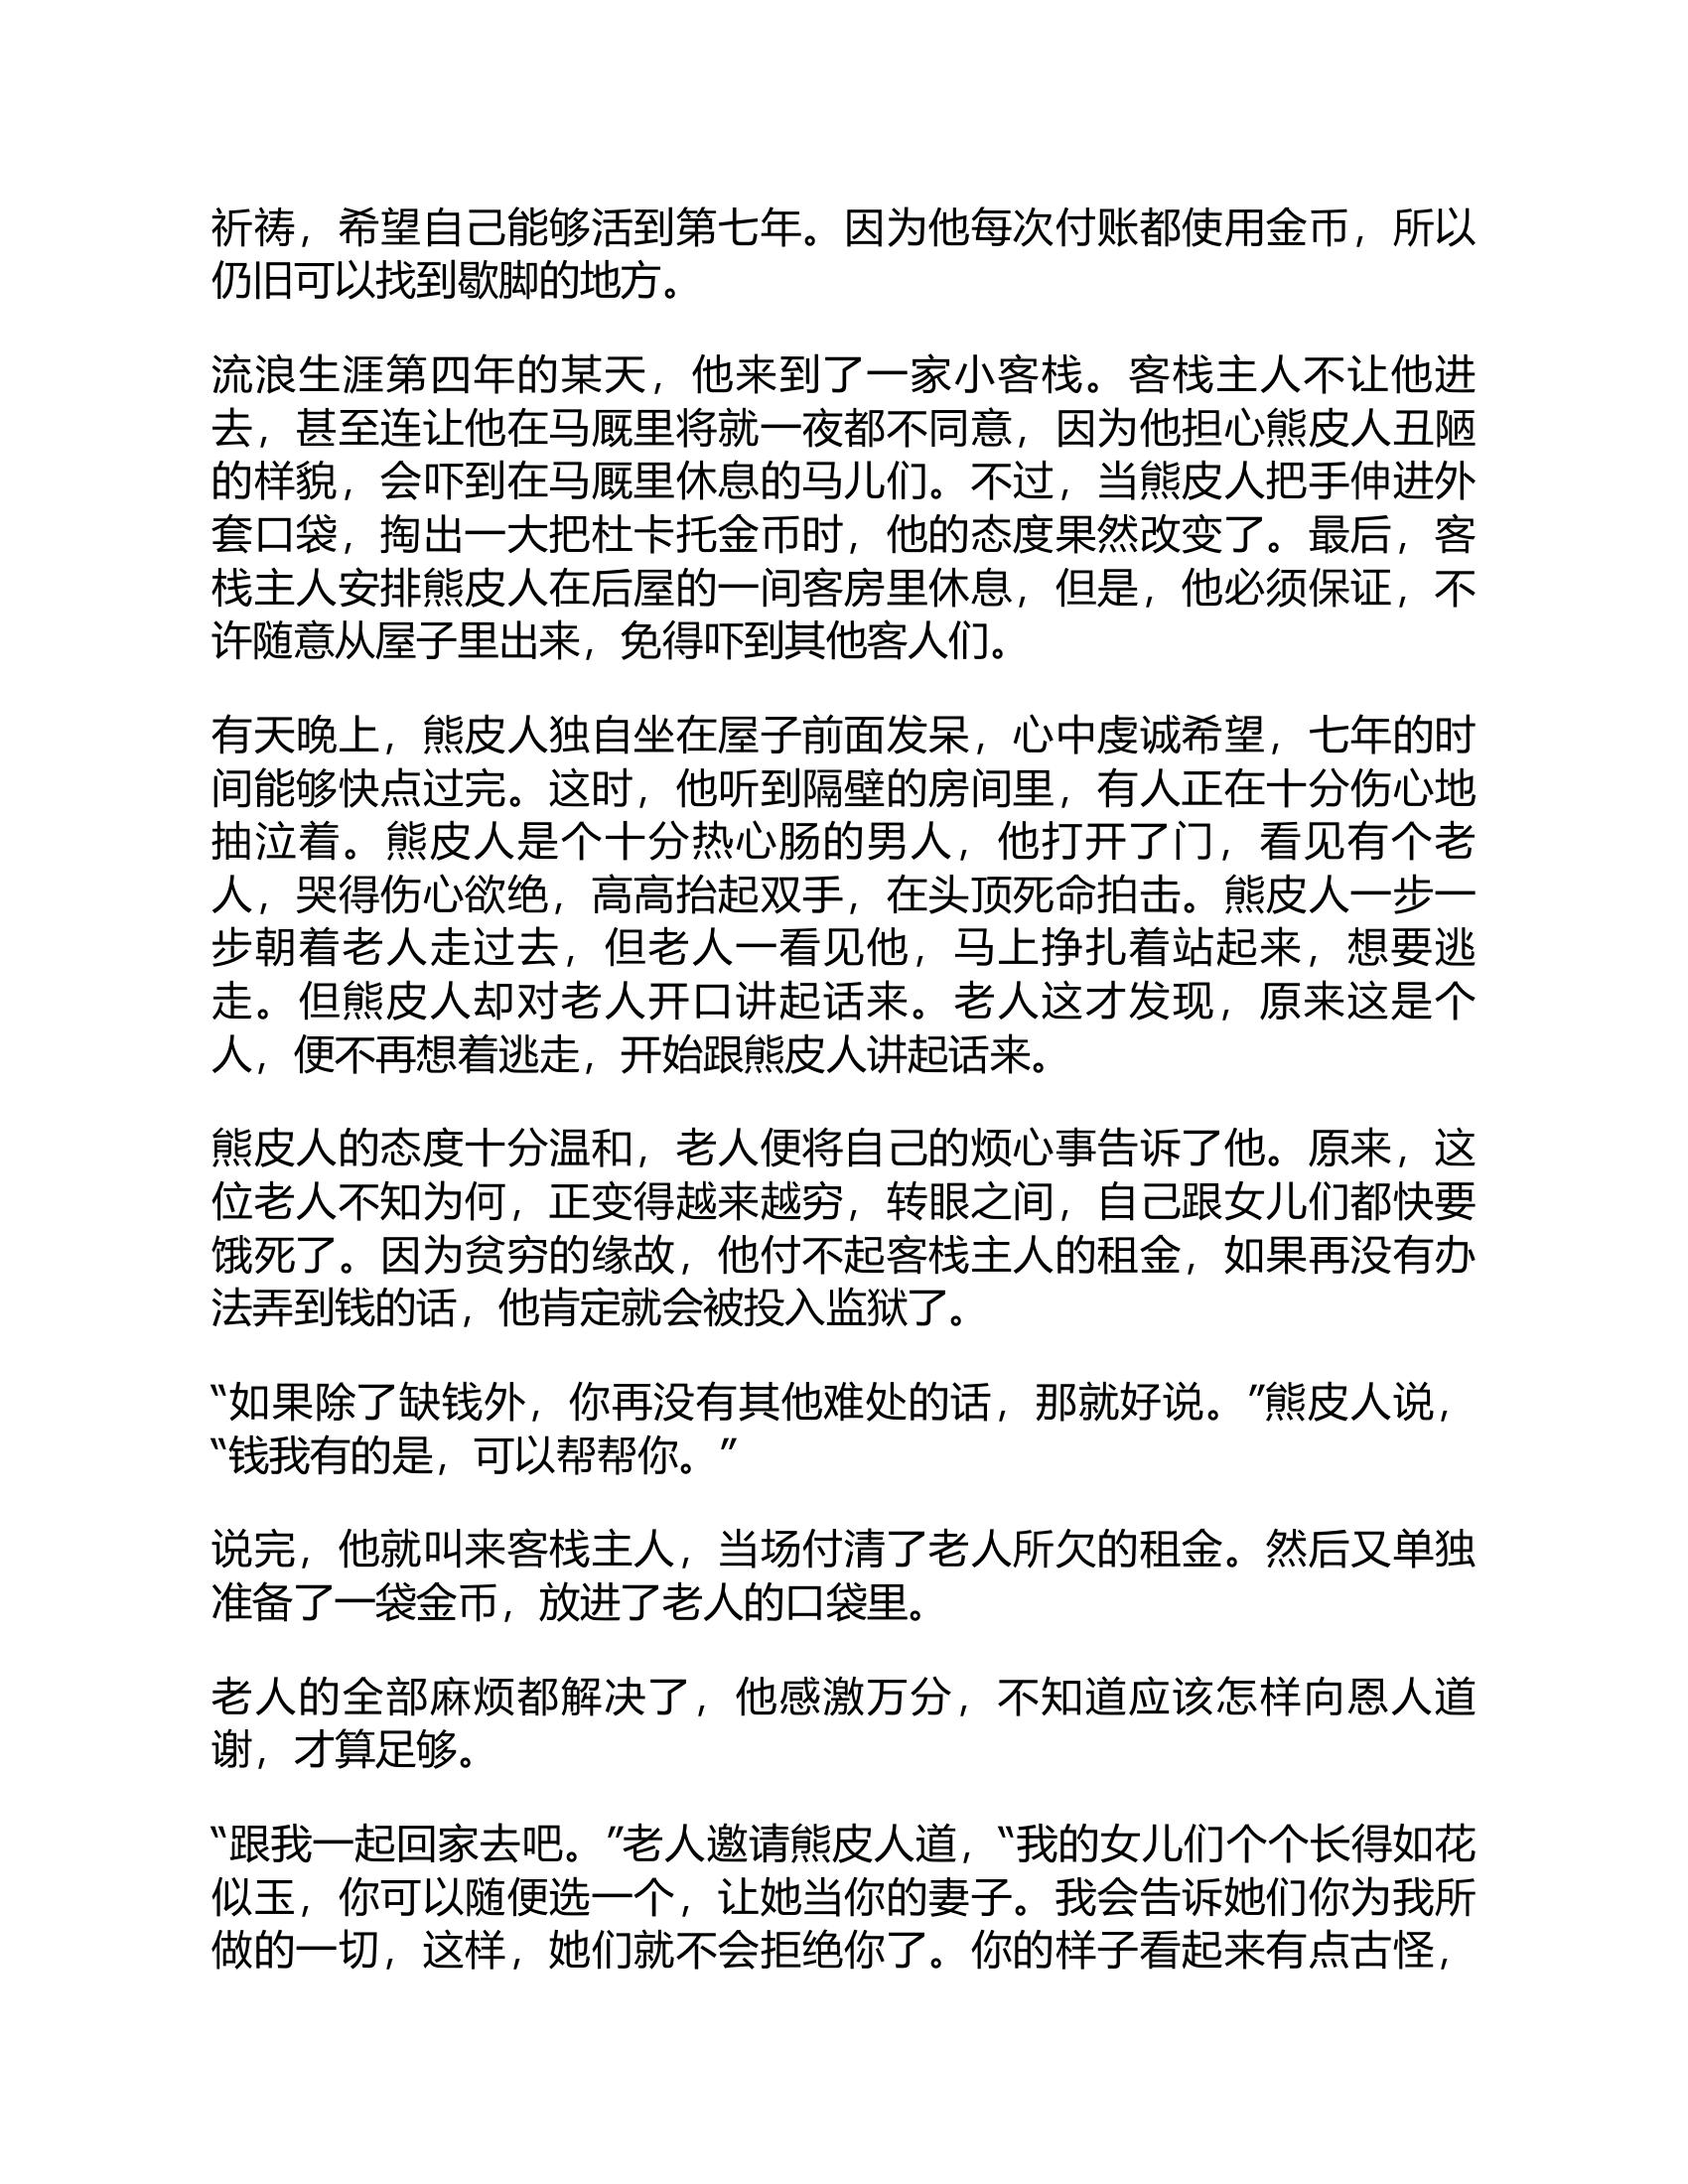 祈祷，希望自己能够活到第七年。因为他每次付账都使用金币，所以
仍旧可以找到歇脚的地方。
流浪生涯第四年的某天，他来到了一家小客栈。客栈主人不让他进
去，甚至连让他在马厩里将就一夜都不同意，因为他担心熊皮人丑陋
的样貌，会吓到在马厩里休息的马儿们。不过，当熊皮人把手伸进外
套口袋，掏出一大把杜卡托金币时，他的态度果然改变了。最后，客
栈主人安排熊皮人在后屋的一间客房里休息，但是，他必须保证，不
许随意从屋子里出来，免得吓到其他客人们。
有天晚上，熊皮人独自坐在屋子前面发呆，心中虔诚希望，七年的时
间能够快点过完。这时，他听到隔壁的房间里，有人正在十分伤心地
抽泣着。熊皮人是个十分热心肠的男人，他打开了门，看见有个老
人，哭得伤心欲绝，高高抬起双手，在头顶死命拍击。熊皮人一步一
步朝着老人走过去，但老人一看见他，马上挣扎着站起来，想要逃
走。但熊皮人却对老人开口讲起话来。老人这才发现，原来这是个
人，便不再想着逃走，开始跟熊皮人讲起话来。
熊皮人的态度十分温和，老人便将自己的烦心事告诉了他。原来，这
位老人不知为何，正变得越来越穷，转眼之间，自己跟女儿们都快要
饿死了。因为贫穷的缘故，他付不起客栈主人的租金，如果再没有办
法弄到钱的话，他肯定就会被投入监狱了。
“如果除了缺钱外，你再没有其他难处的话，那就好说。”熊皮人说，
“钱我有的是，可以帮帮你。”
说完，他就叫来客栈主人，当场付清了老人所欠的租金。然后又单独
准备了一袋金币，放进了老人的口袋里。
老人的全部麻烦都解决了，他感激万分，不知道应该怎样向恩人道
谢，才算足够。
“跟我一起回家去吧。”老人邀请熊皮人道，“我的女儿们个个长得如花
似玉，你可以随便选一个，让她当你的妻子。我会告诉她们你为我所
做的一切，这样，她们就不会拒绝你了。你的样子看起来有点古怪，